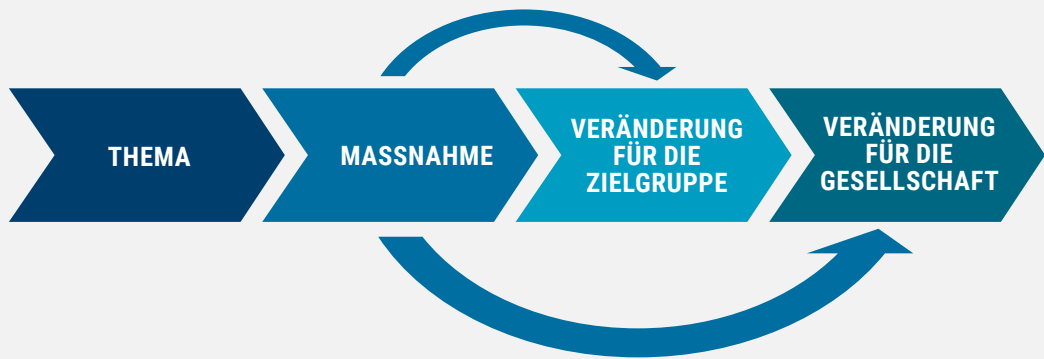 THEMA
MASSNAHME
VERÄNDERUNG
FÜR DIE
ZIELGRUPPE
VERÄNDERUNG
FÜR DIE
GESELLSCHAFT